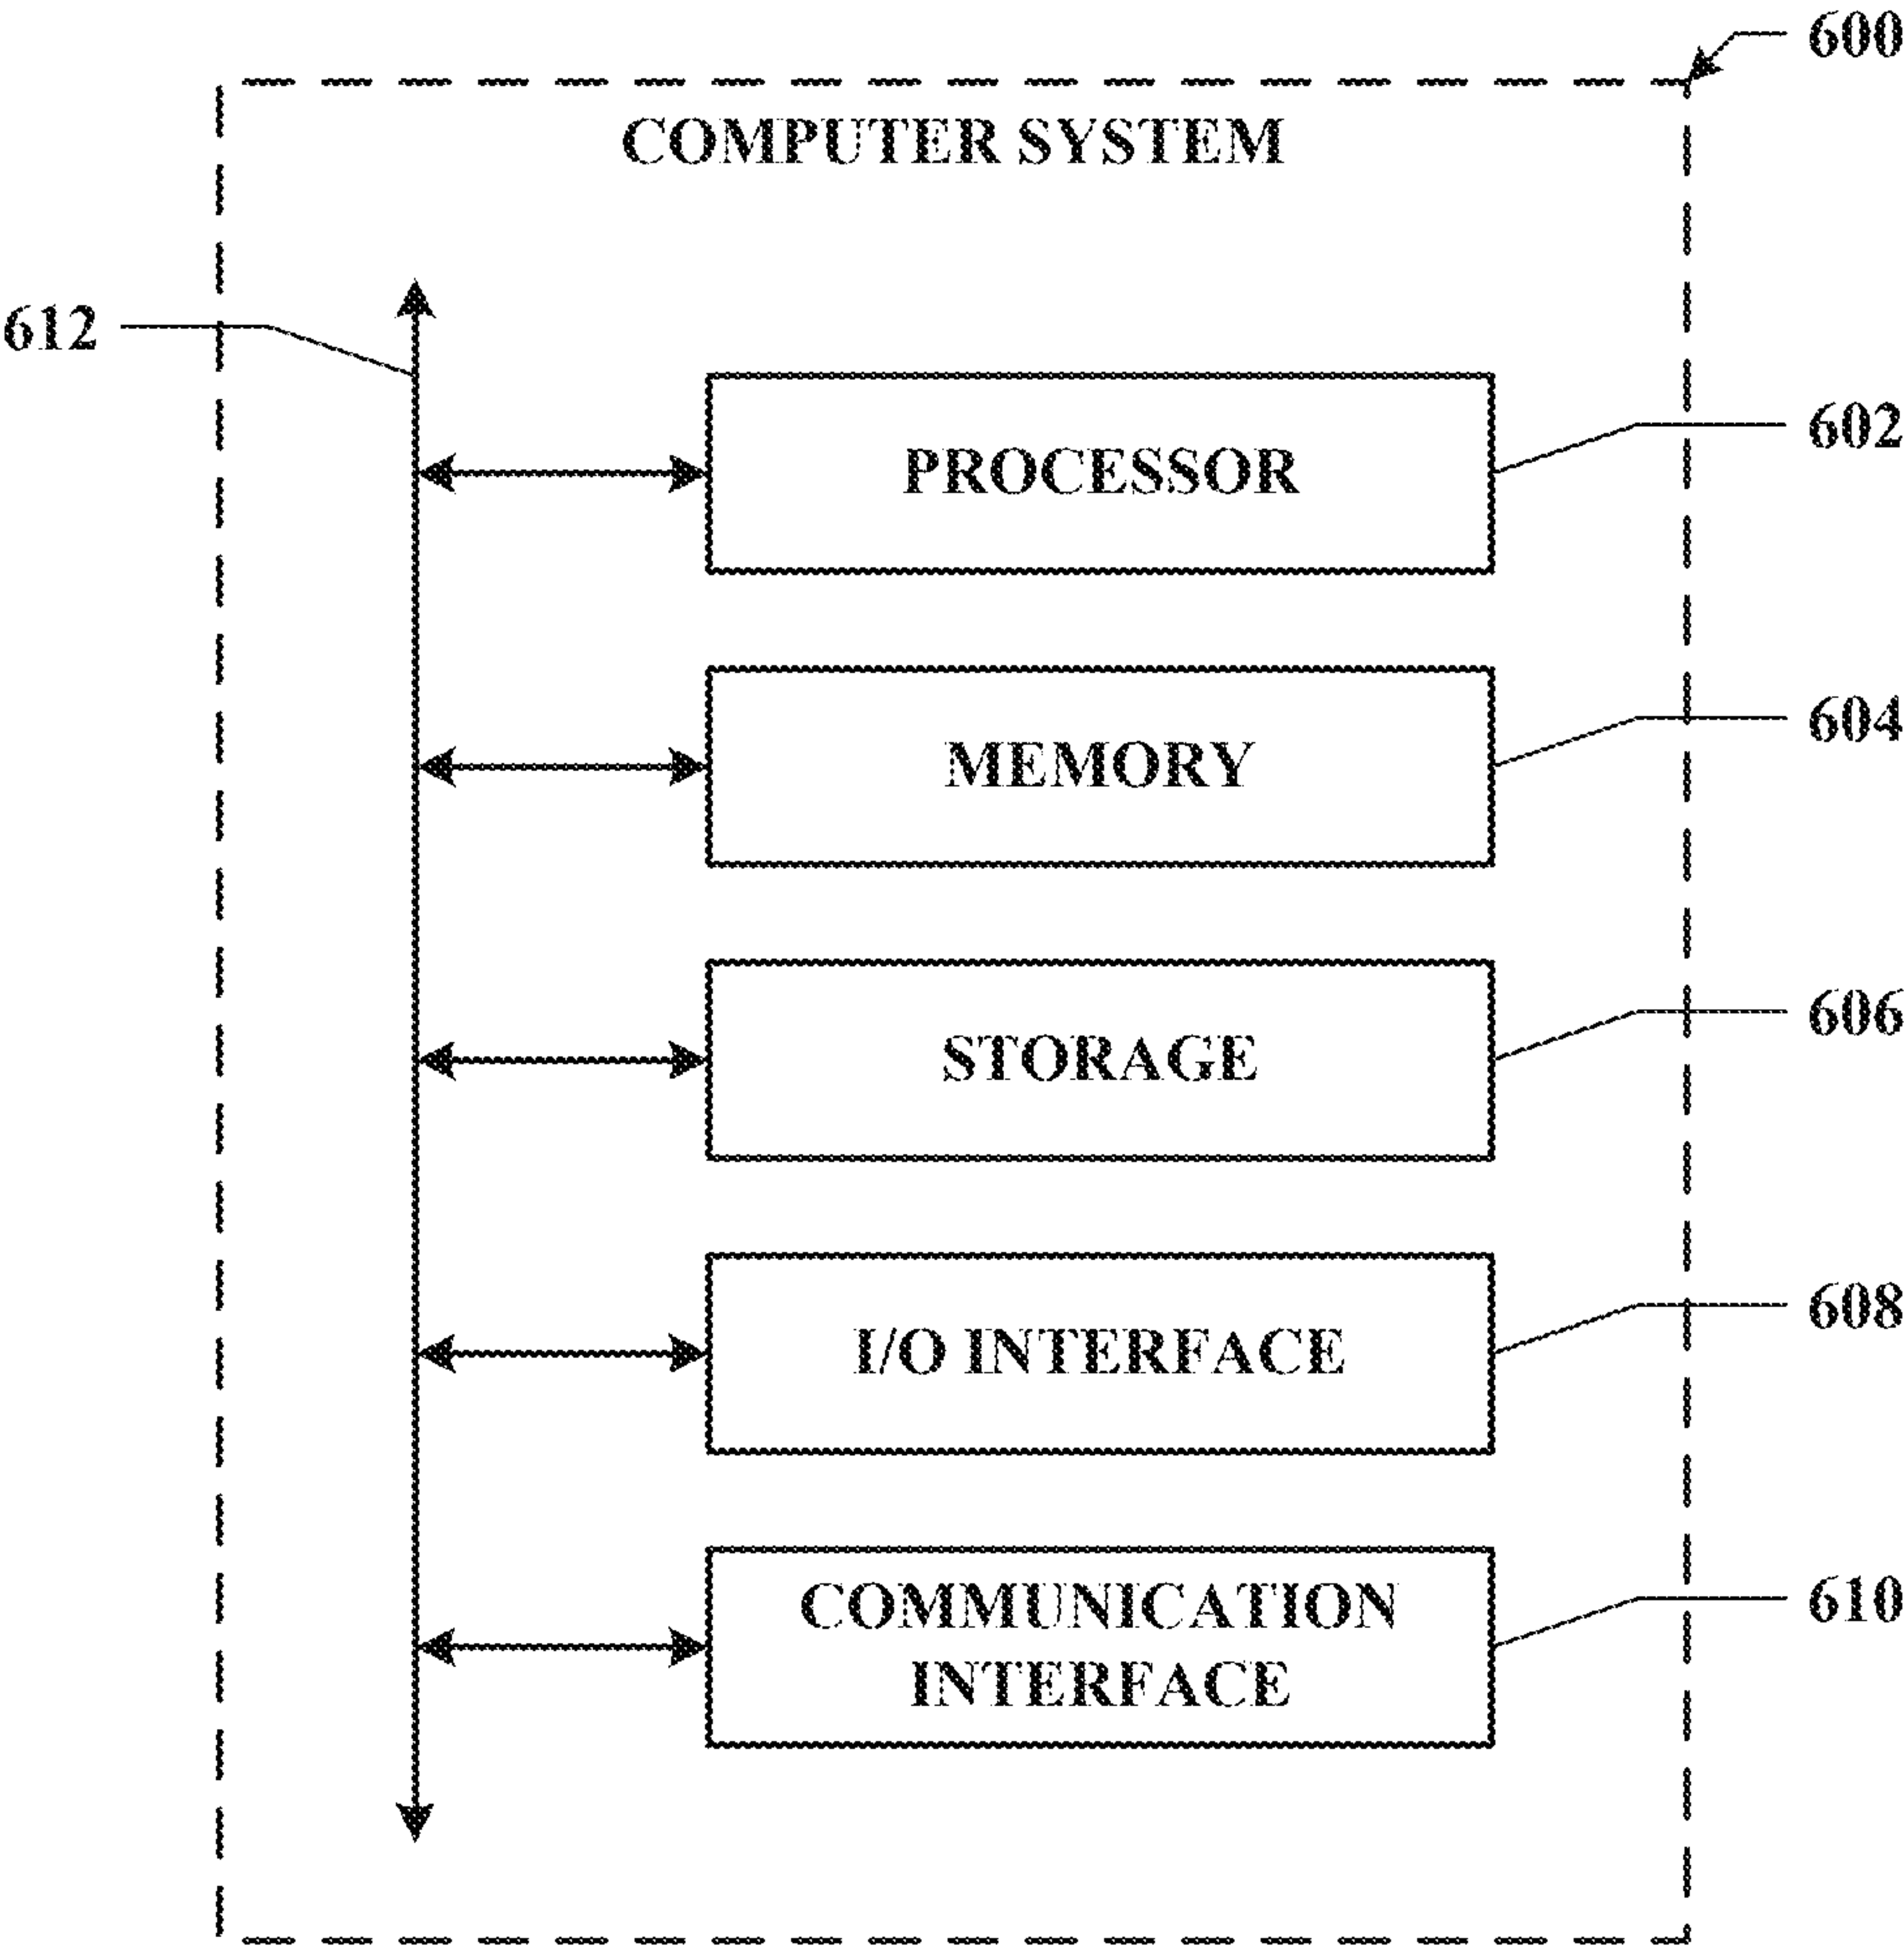 600
COMPUTER SYSTEM
612
PROCESSOR
602
MEMORY
604
STORAGE
606
I/O INTERFACE
608
COMMUNICATION
INTERFACE
610